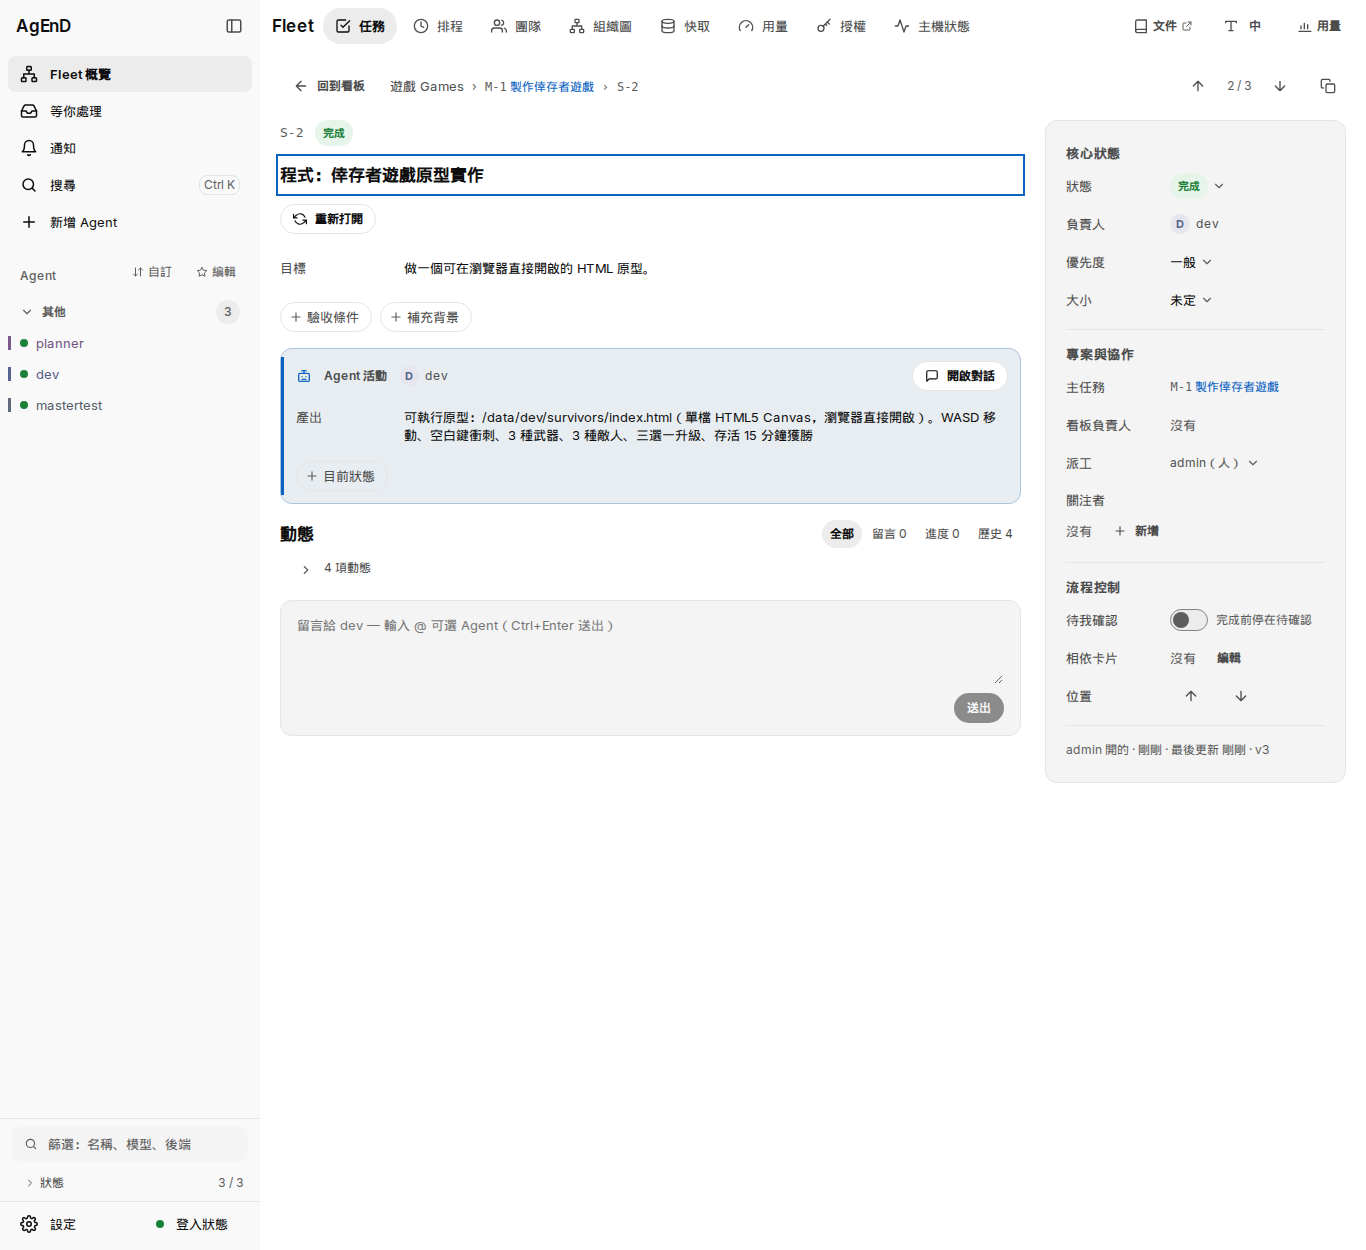 AgEnD
Fleet 概覽
等你處理
通知
搜尋
Ctrl K
新增 Agent
Agent
自訂
編輯
其他
3
planner
dev
mastertest
篩選：名稱、模型、後端
狀態
3 / 3
設定
登入狀態
Fleet
任務
排程
團隊
組織圖
快取
用量
授權
主機狀態
文件
中
用量
回到看板
遊戲 Games › M-1 製作倖存者遊戲 › S-2
2 / 3
S-2 完成
程式：倖存者遊戲原型實作
重新打開
目標
做一個可在瀏覽器直接開啟的 HTML 原型。
驗收條件
補充背景
Agent 活動
D dev
開啟對話
產出
可執行原型：/data/dev/survivors/index.html（單檔 HTML5 Canvas，瀏覽器直接開啟）。WASD 移
動、空白鍵衝刺、3 種武器、3 種敵人、三選一升級、存活 15 分鐘獲勝
目前狀態
動態
全部
留言 0
進度 0
歷史 4
4 項動態
留言給 dev — 輸入 @ 可選 Agent（Ctrl+Enter 送出）
送出
核心狀態
狀態
完成
負責人
D dev
優先度
一般
大小
未定
專案與協作
主任務
M-1 製作倖存者遊戲
看板負責人
沒有
派工
admin（人）
關注者
沒有
新增
流程控制
待我確認
完成前停在待確認
相依卡片
沒有
編輯
位置
admin 開的 · 剛剛 · 最後更新 剛剛 · v3